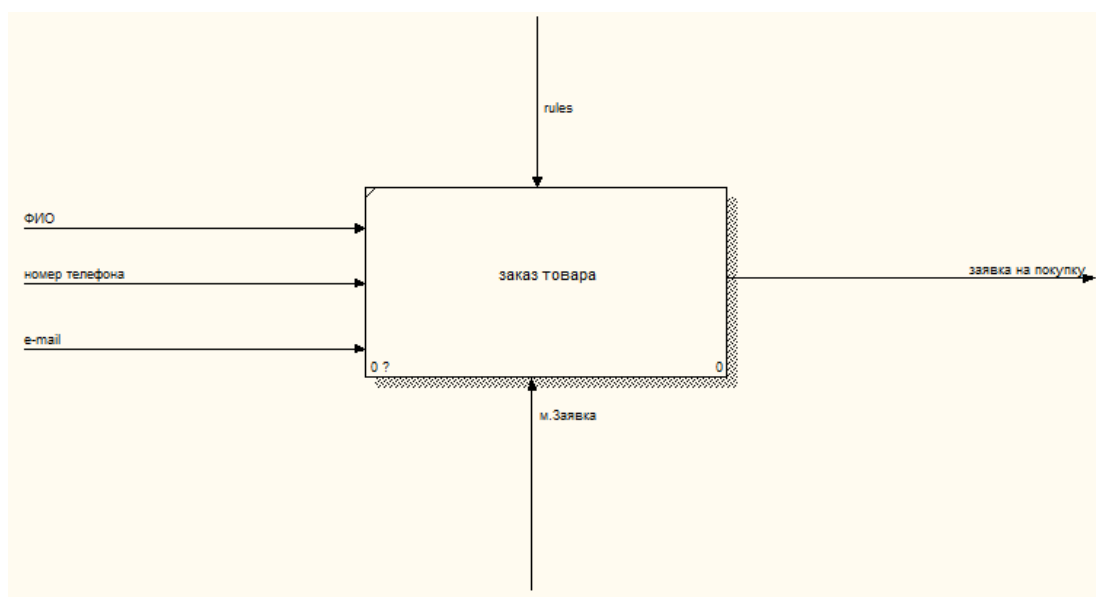 rules
ФИО
номер телефона
e-mail
заказ товара
заявка на покупку
0 ?
0
м.Заявка